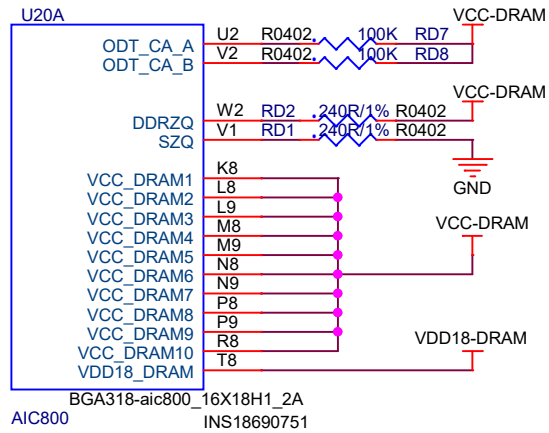 U20A
VCC-DRAM
ODT_CA_A U2 R0402 100K RD7
ODT_CA_B V2 R0402 100K RD8
VCC-DRAM
DDRZQ W2 RD2 240R/1% R0402
SZQ V1 RD1 240R/1% R0402
GND
VCC_DRAM1 K8
VCC_DRAM2 L8
VCC_DRAM3 L9
VCC-DRAM
VCC_DRAM4 M8
VCC_DRAM5 M9
VCC_DRAM6 N8
VCC_DRAM7 N9
VCC_DRAM8 P8
VCC_DRAM9 P9
VDD18-DRAM
VCC_DRAM10 R8
VDD18_DRAM T8
BGA318-aic800_16X18H1_2A
AIC800 INS18690751